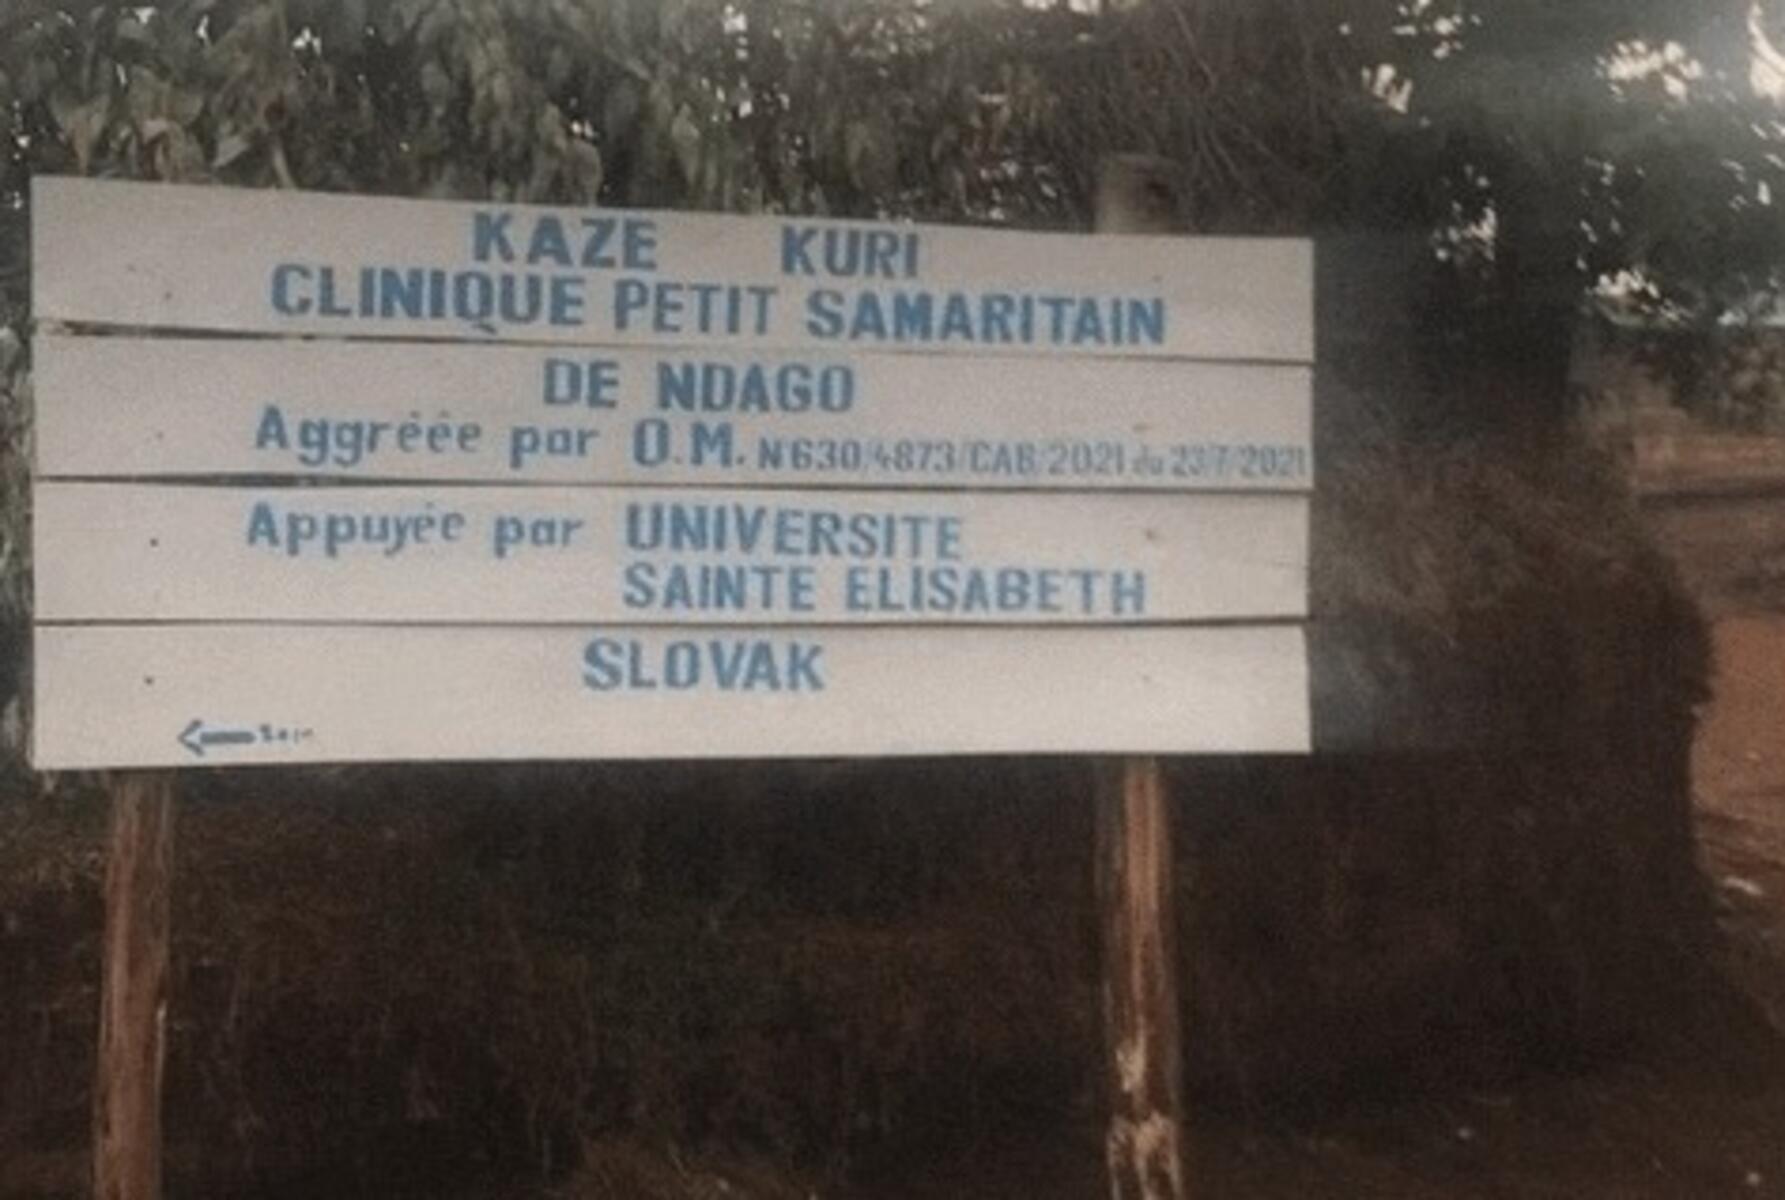 KAZE KURI
CLINIQUE PETIT SAMARITAIN
DE NDAGO
Aggréée par O.M. N 630/4873/CAB/2021 du 23/7/2021
Appuyée par UNIVERSITE
SAINTE ELISABETH
SLOVAK
←